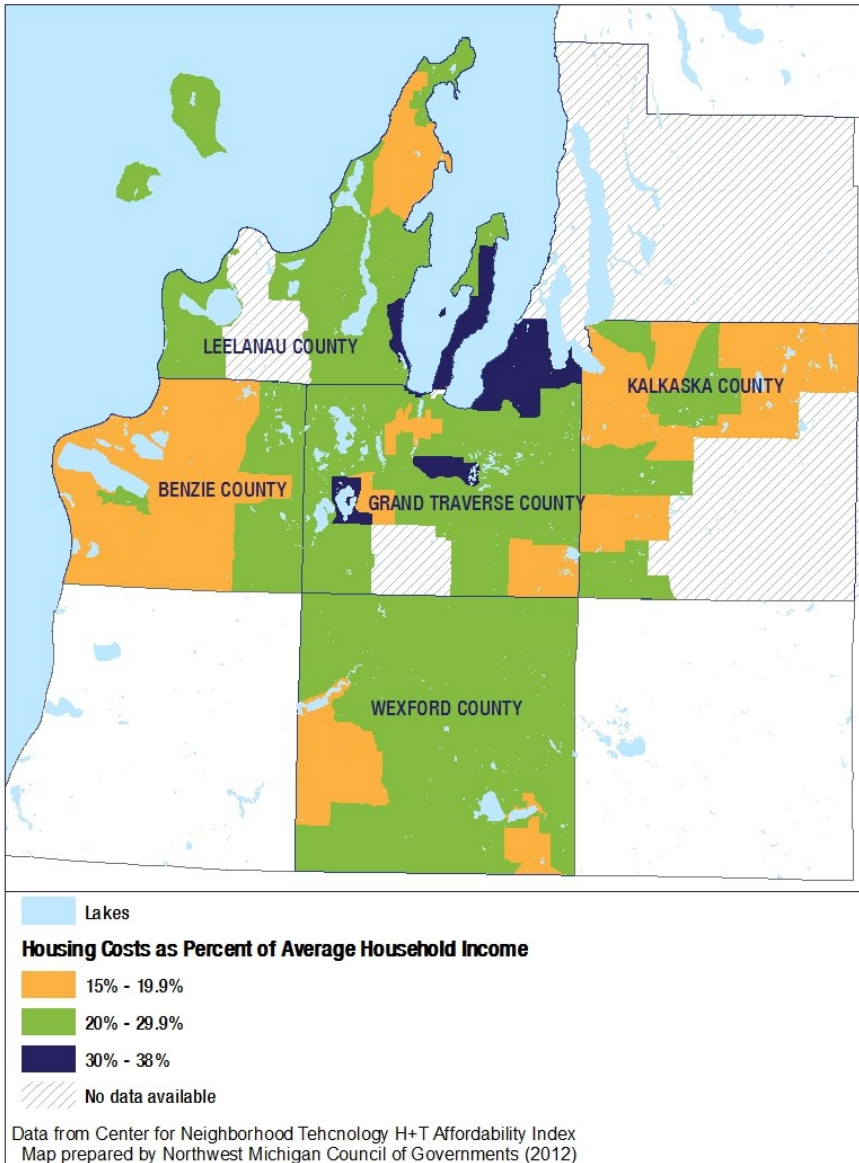 LEELANAU COUNTY
KALKASKA COUNTY
BENZIE COUNTY
GRAND TRAVERSE COUNTY
WEXFORD COUNTY
Lakes
Housing Costs as Percent of Average Household Income
15% - 19.9%
20% - 29.9%
30% - 38%
No data available
Data from Center for Neighborhood Tehcnology H+T Affordability Index
Map prepared by Northwest Michigan Council of Governments (2012)